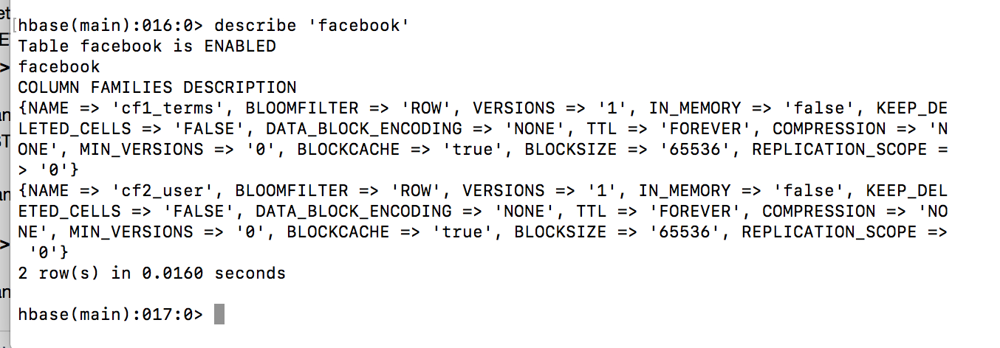 [hbase(main):016:0> describe 'facebook'
Table facebook is ENABLED
facebook
COLUMN FAMILIES DESCRIPTION
{NAME => 'cf1_terms', BLOOMFILTER => 'ROW', VERSIONS => '1', IN_MEMORY => 'false', KEEP_DE
LETED_CELLS => 'FALSE', DATA_BLOCK_ENCODING => 'NONE', TTL => 'FOREVER', COMPRESSION => 'N
ONE', MIN_VERSIONS => '0', BLOCKCACHE => 'true', BLOCKSIZE => '65536', REPLICATION_SCOPE =
> '0'}
{NAME => 'cf2_user', BLOOMFILTER => 'ROW', VERSIONS => '1', IN_MEMORY => 'false', KEEP_DEL
ETED_CELLS => 'FALSE', DATA_BLOCK_ENCODING => 'NONE', TTL => 'FOREVER', COMPRESSION => 'NO
NE', MIN_VERSIONS => '0', BLOCKCACHE => 'true', BLOCKSIZE => '65536', REPLICATION_SCOPE =>
 '0'}
2 row(s) in 0.0160 seconds
hbase(main):017:0>